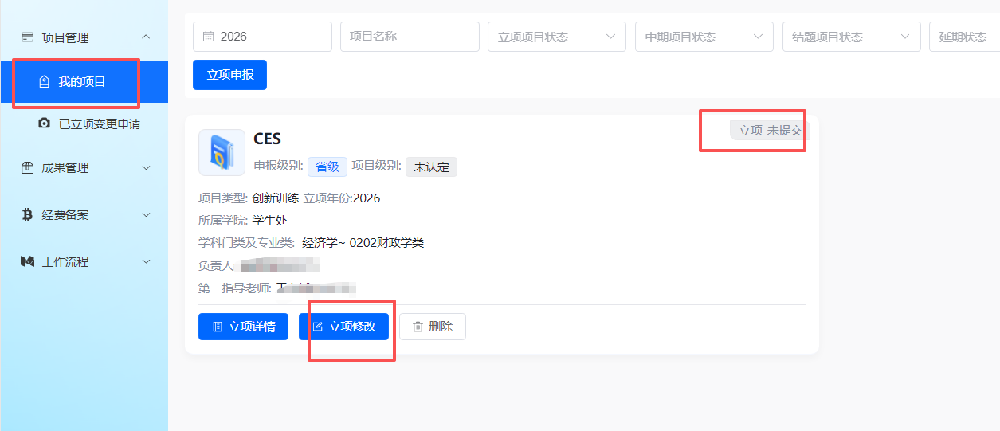 项目管理
我的项目
已立项变更申请
成果管理
经费备案
工作流程
2026 项目名称 立项项目状态 中期项目状态 结题项目状态 延期状态
立项申报
CES
立项-未提交
申报级别: 省级 项目级别: 未认定
项目类型: 创新训练 立项年份:2026
所属学院: 学生处
学科门类及专业类: 经济学~ 0202财政学类
负责人
第一指导老师:
立项详情 立项修改 删除